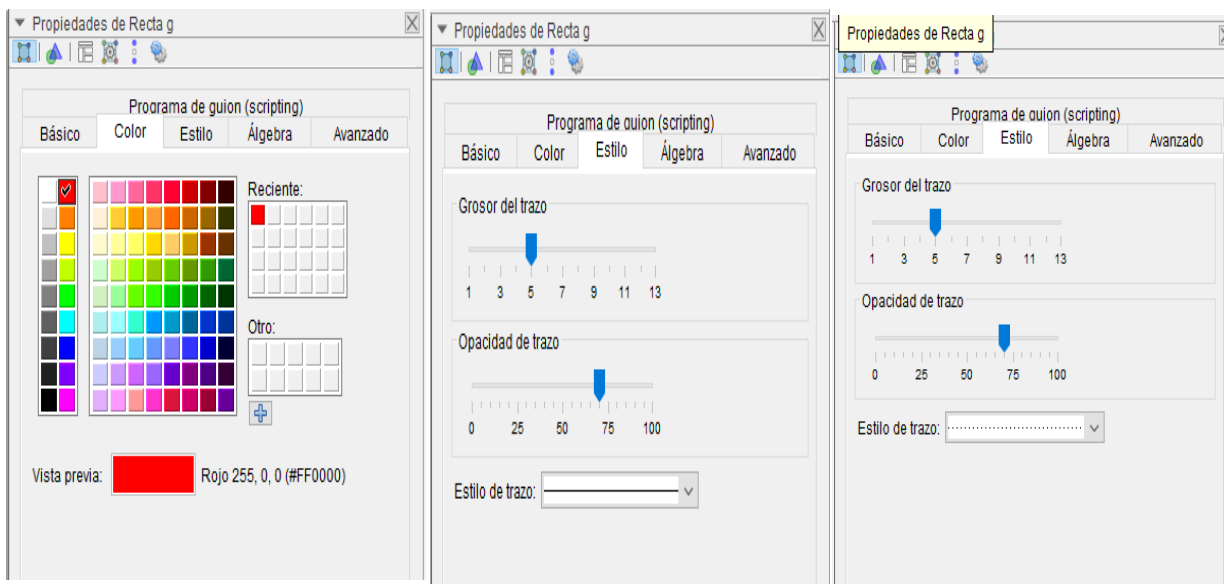 Propiedades de Recta g
Programa de guion (scripting)
Básico Color Estilo Álgebra Avanzado
Reciente:
Otro:
Vista previa: Rojo 255, 0, 0 (#FF0000)
Propiedades de Recta g
Programa de guion (scripting)
Básico Color Estilo Álgebra Avanzado
Grosor del trazo
1 3 5 7 9 11 13
Opacidad de trazo
0 25 50 75 100
Estilo de trazo:
Propiedades de Recta g
Programa de guion (scripting)
Básico Color Estilo Álgebra Avanzado
Grosor del trazo
1 3 5 7 9 11 13
Opacidad de trazo
0 25 50 75 100
Estilo de trazo: